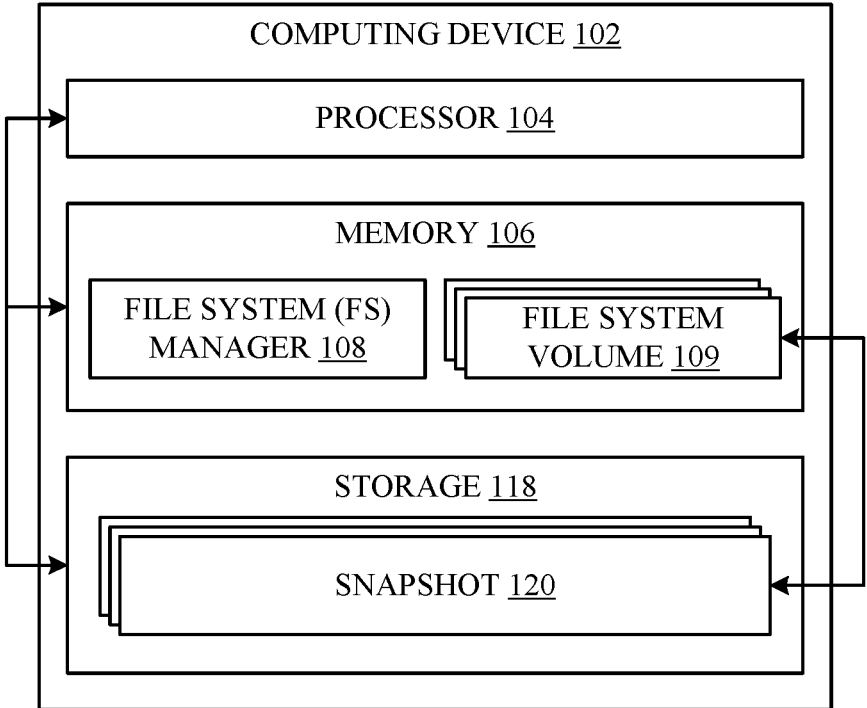 COMPUTING DEVICE 102
PROCESSOR 104
MEMORY 106
FILE SYSTEM (FS)
MANAGER 108
FILE SYSTEM
VOLUME 109
STORAGE 118
SNAPSHOT 120